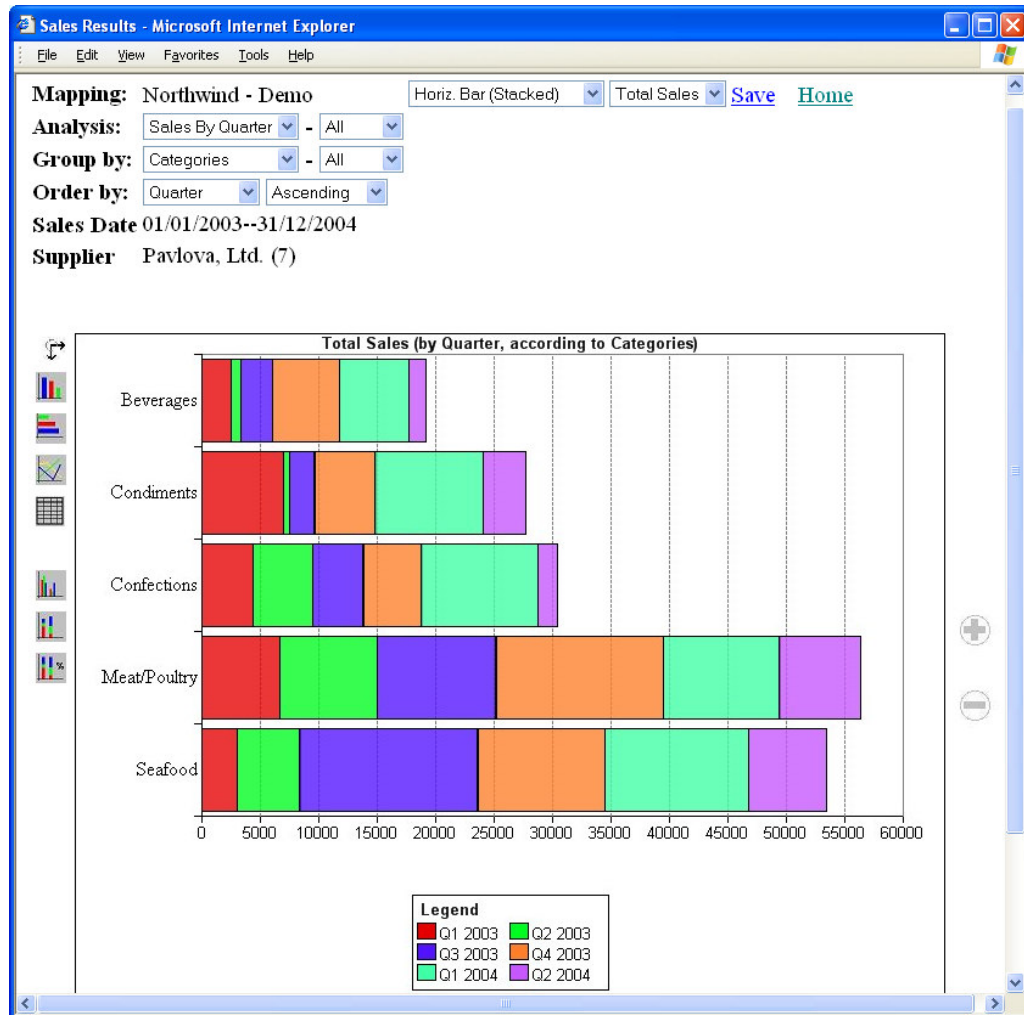 Sales Results - Microsoft Internet Explorer
File Edit View Favorites Tools Help
Mapping: Northwind - Demo Horiz. Bar (Stacked) Total Sales Save Home
Analysis: Sales By Quarter - All
Group by: Categories - All
Order by: Quarter Ascending
Sales Date 01/01/2003--31/12/2004
Supplier Pavlova, Ltd. (7)
Total Sales (by Quarter, according to Categories)
Beverages
Condiments
Confections
%
Meat/Poultry
Seafood
0 5000 10000 15000 20000 25000 30000 35000 40000 45000 50000 55000 60000
Legend
Q1 2003 Q2 2003
Q3 2003 Q4 2003
Q1 2004 Q2 2004